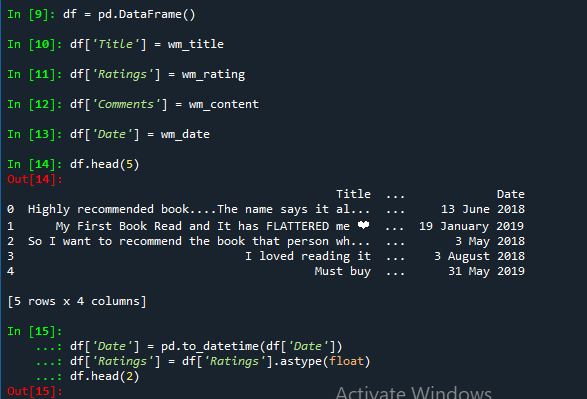 In [9]: df = pd.DataFrame()
In [10]: df['Title'] = wm_title
In [11]: df['Ratings'] = wm_rating
In [12]: df['Comments'] = wm_content
In [13]: df['Date'] = wm_date
In [14]: df.head(5)
Out[14]:
Title ... Date
0 Highly recommended book....The name says it al... ... 13 June 2018
1 My First Book Read and It has FLATTERED me ❤ ... 19 January 2019
2 So I want to recommend the book that person wh... ... 3 May 2018
3 I loved reading it ... 3 August 2018
4 Must buy ... 31 May 2019
[5 rows x 4 columns]
In [15]:
...: df['Date'] = pd.to_datetime(df['Date'])
...: df['Ratings'] = df['Ratings'].astype(float)
...: df.head(2)
Out[15]:
Activate Windows